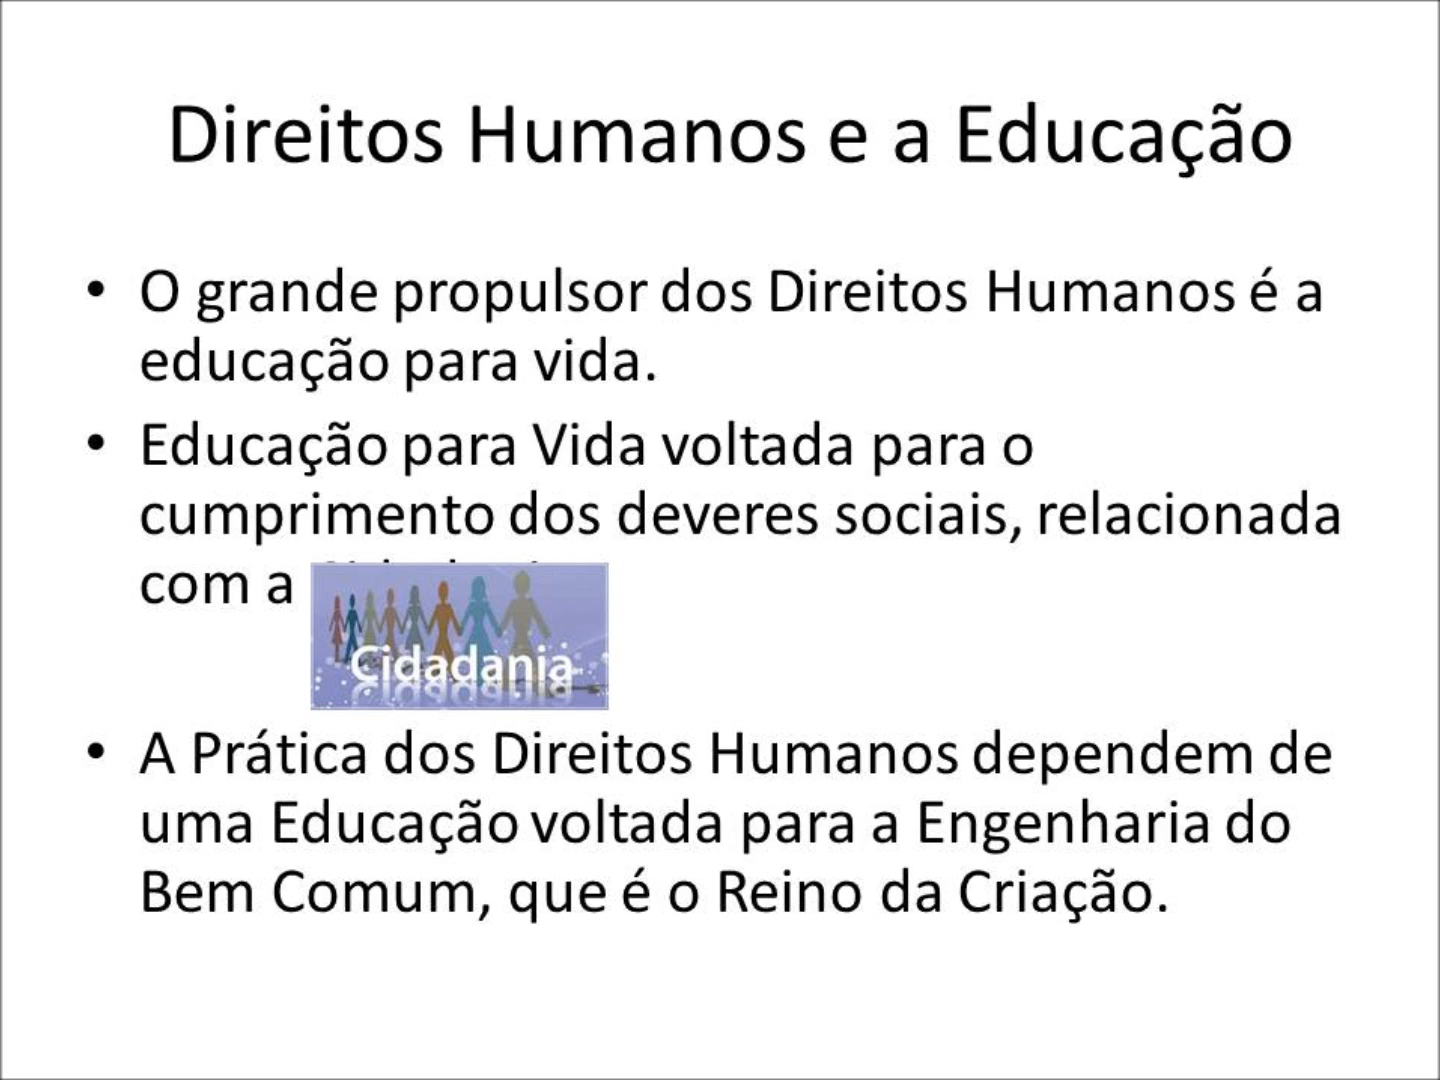 Direitos Humanos e a Educação
• O grande propulsor dos Direitos Humanos é a
educação para vida.
• Educação para Vida voltada para o
cumprimento dos deveres sociais, relacionada
com a
Cidadania
• A Prática dos Direitos Humanos dependem de
uma Educação voltada para a Engenharia do
Bem Comum, que é o Reino da Criação.